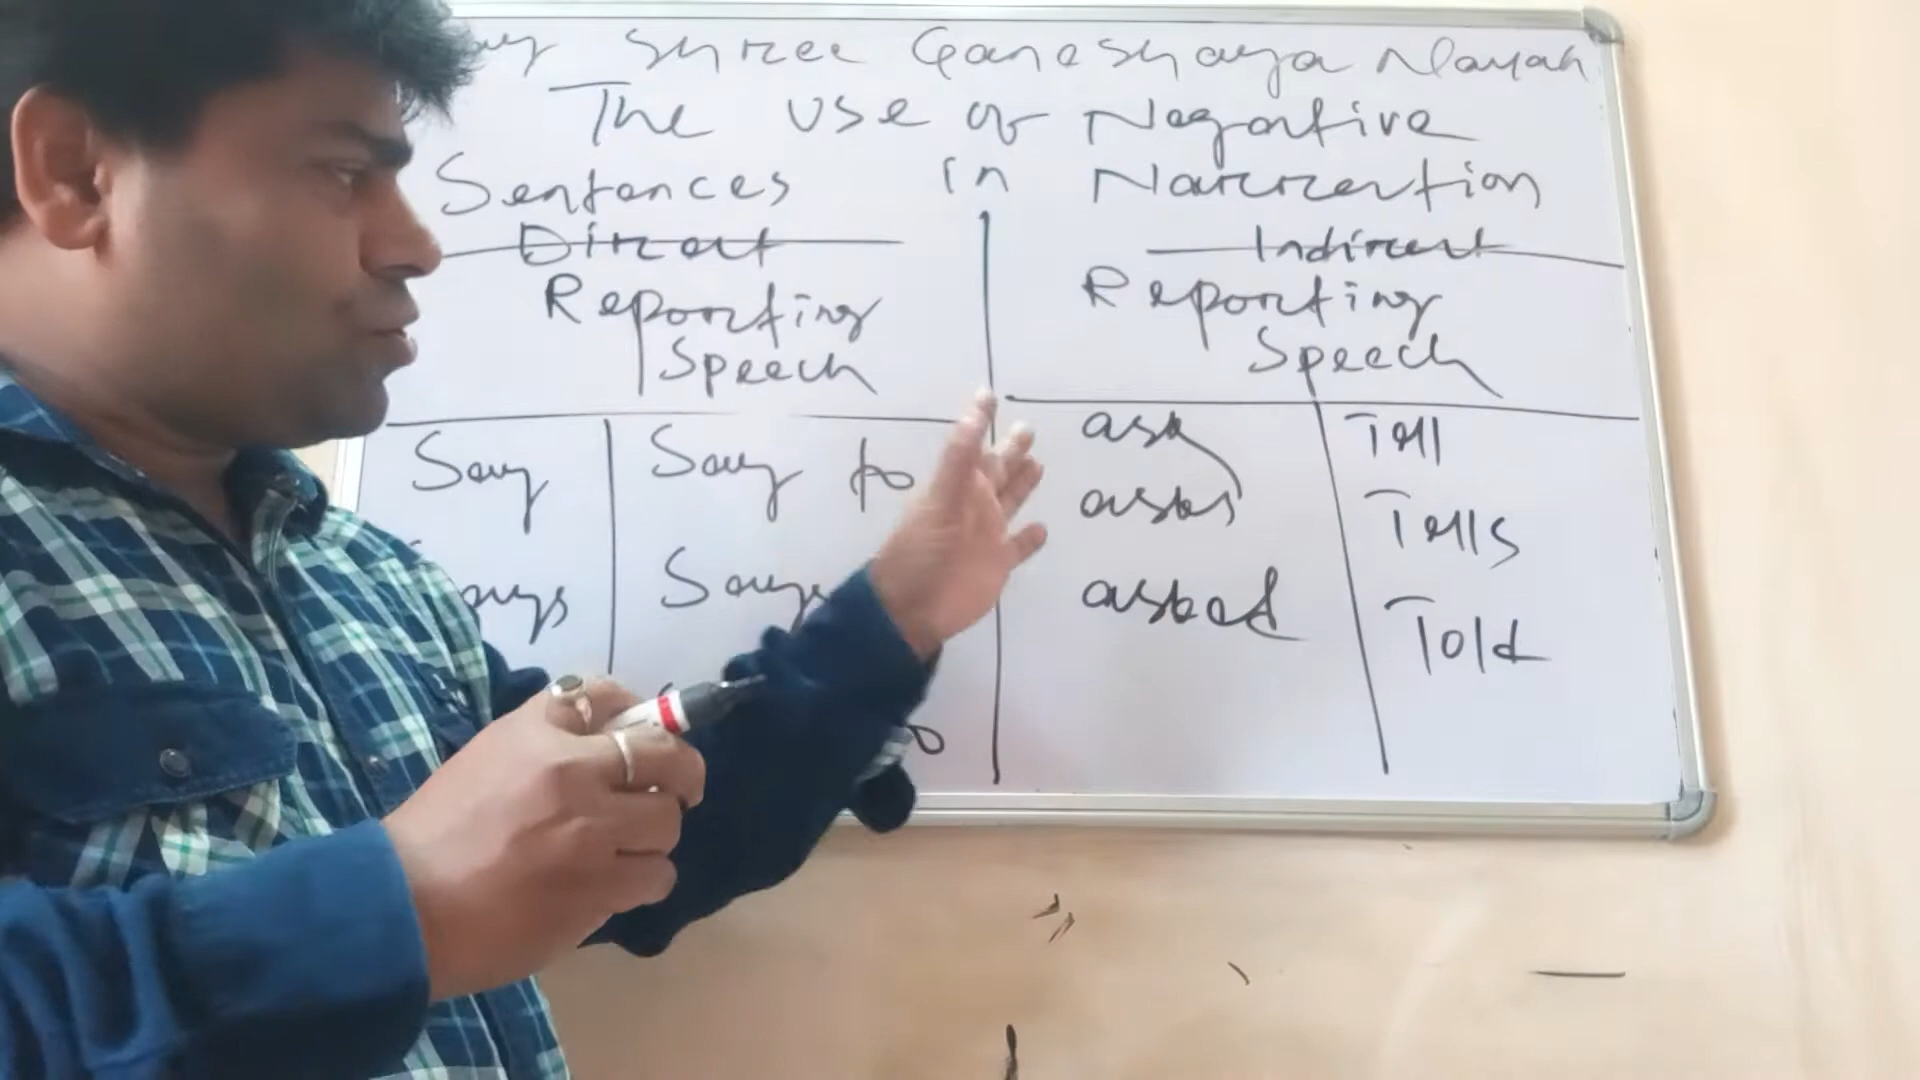 Shree Ganeshaya Namah
The use of Negative
Sentences in Narration
Direct Indirect
Reporting Speech Reporting Speech
Say Say to ask Tell
says Says asks Tells
asked Told